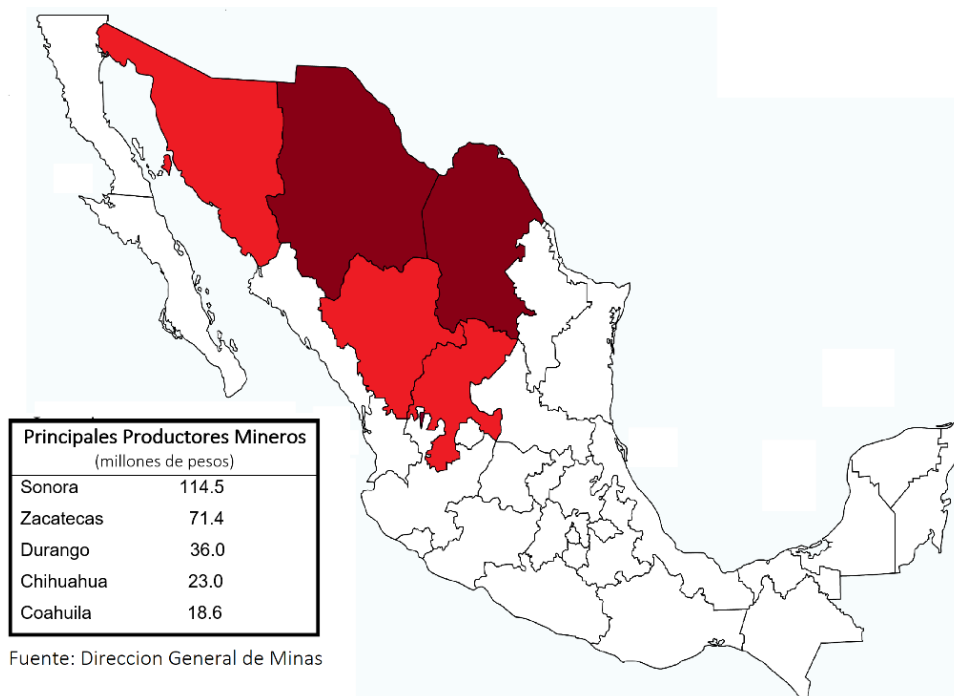 Principales Productores Mineros
(millones de pesos)
Sonora 114.5
Zacatecas 71.4
Durango 36.0
Chihuahua 23.0
Coahuila 18.6
Fuente: Direccion General de Minas